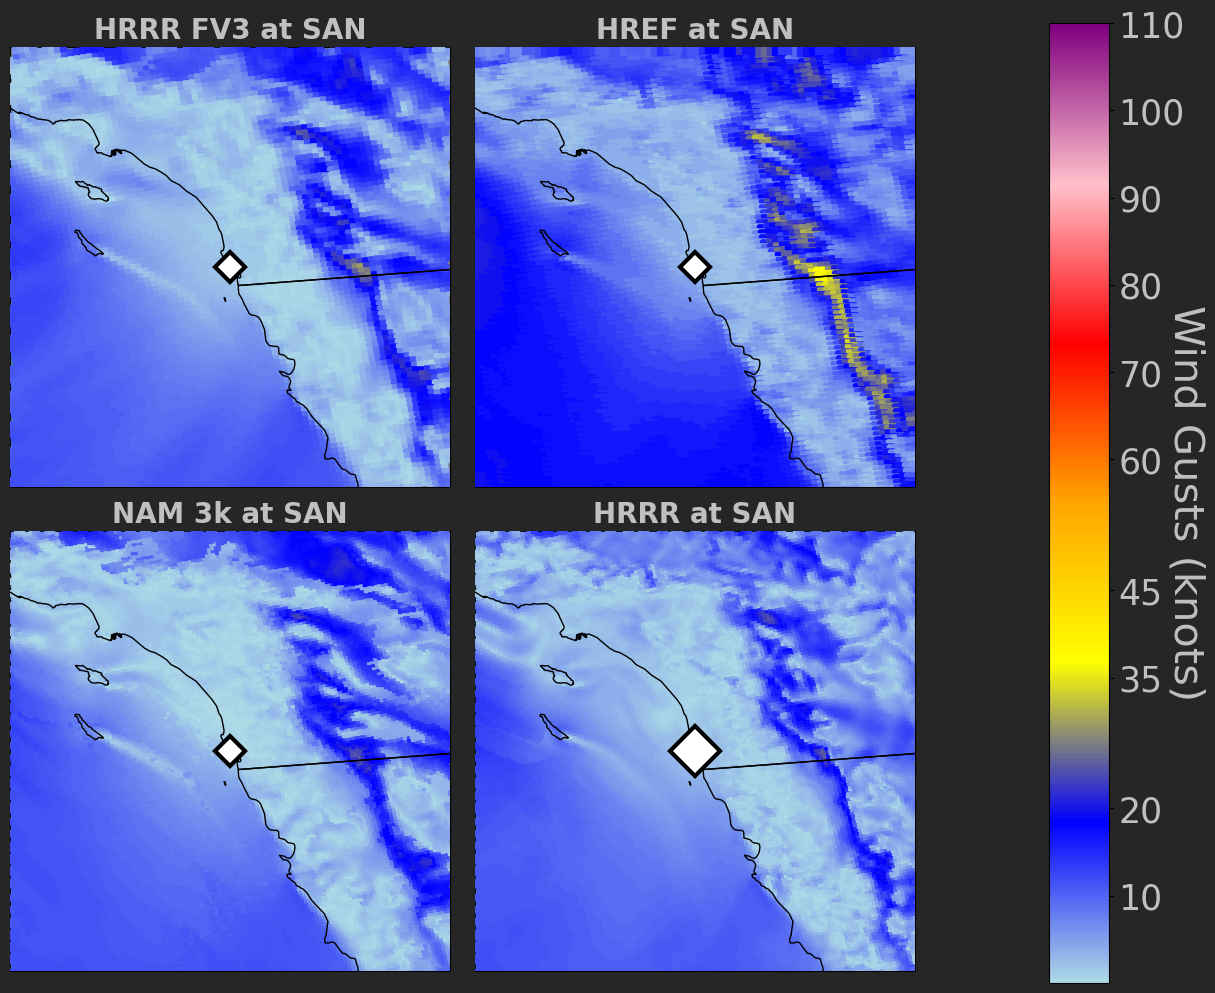 HRRR FV3 at SAN
HREF at SAN
NAM 3k at SAN
HRRR at SAN
110
100
90
80
70
60
45
35
20
10
Wind Gusts (knots)